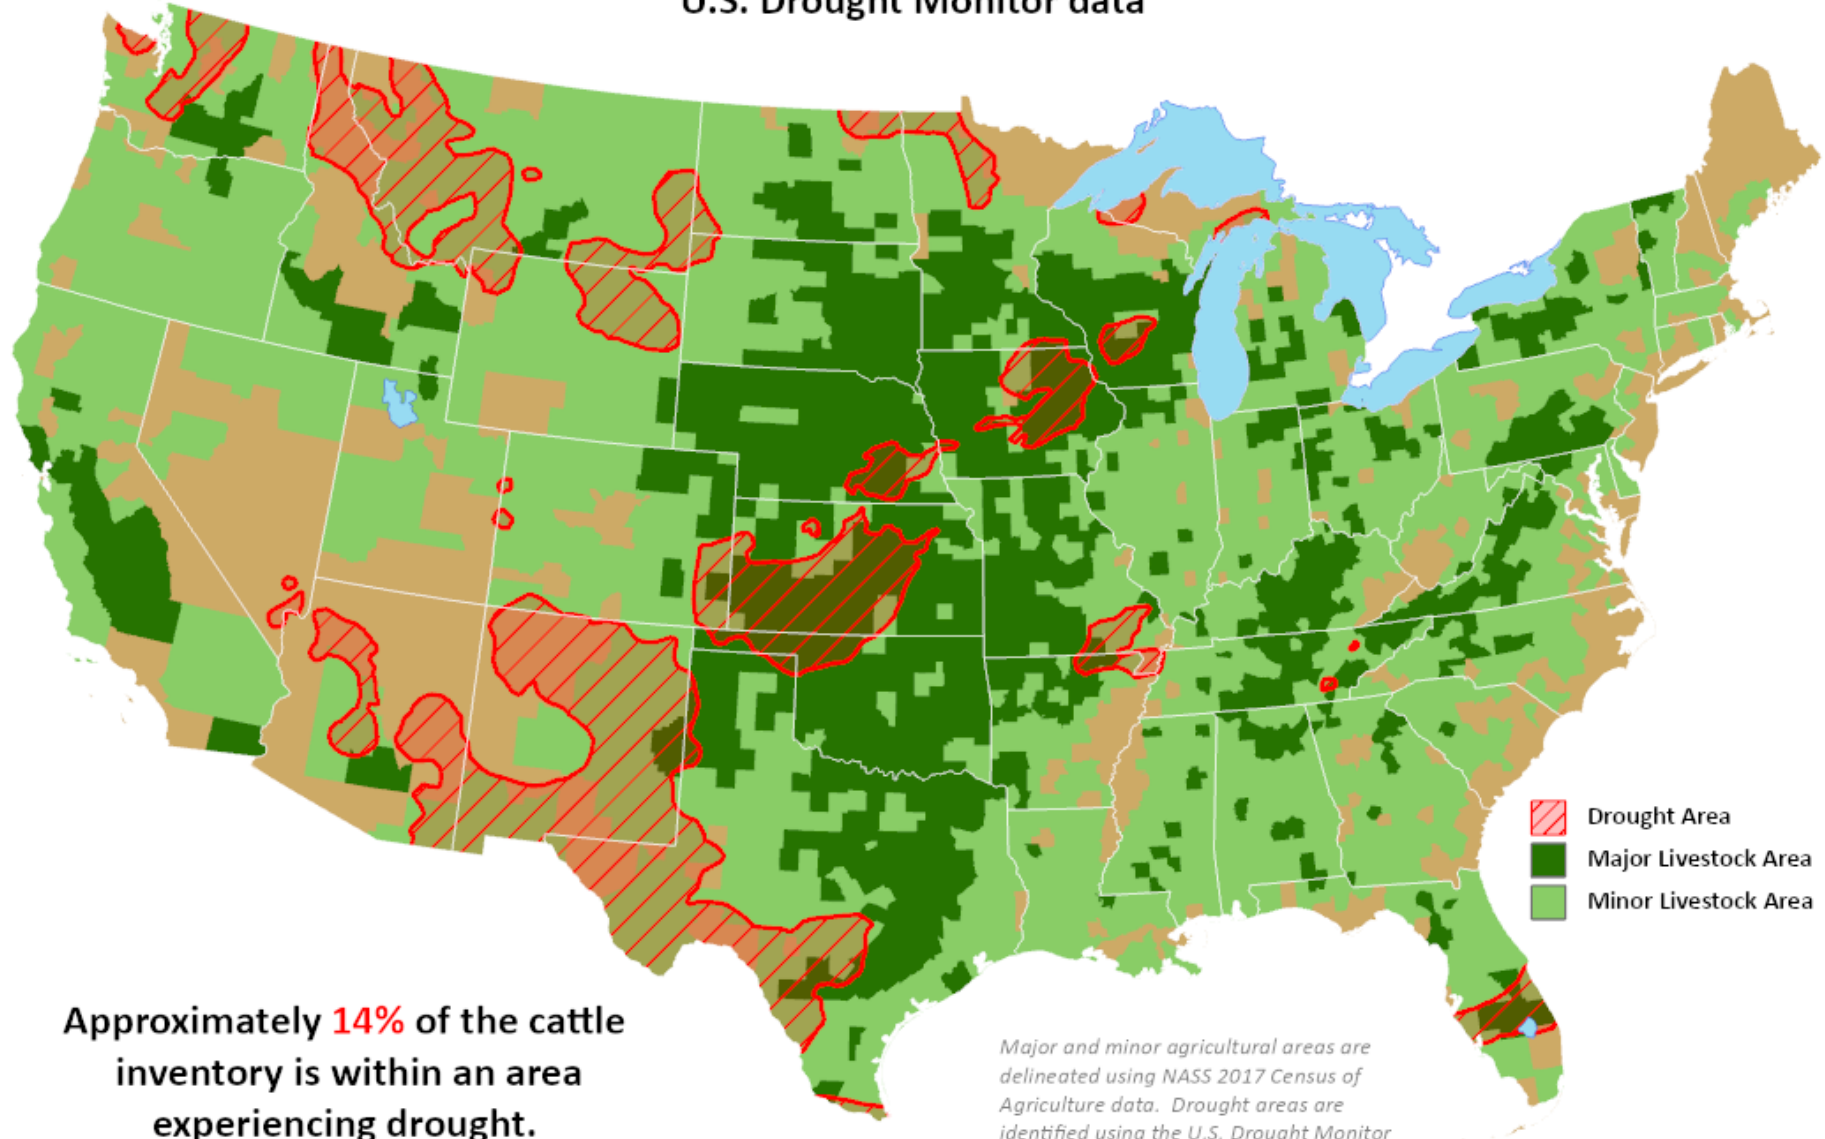 U.S. Drought Monitor data
Drought Area
Major Livestock Area
Minor Livestock Area
Approximately 14% of the cattle
inventory is within an area
experiencing drought.
Major and minor agricultural areas are
delineated using NASS 2017 Census of
Agriculture data. Drought areas are
identified using the U.S. Drought Monitor